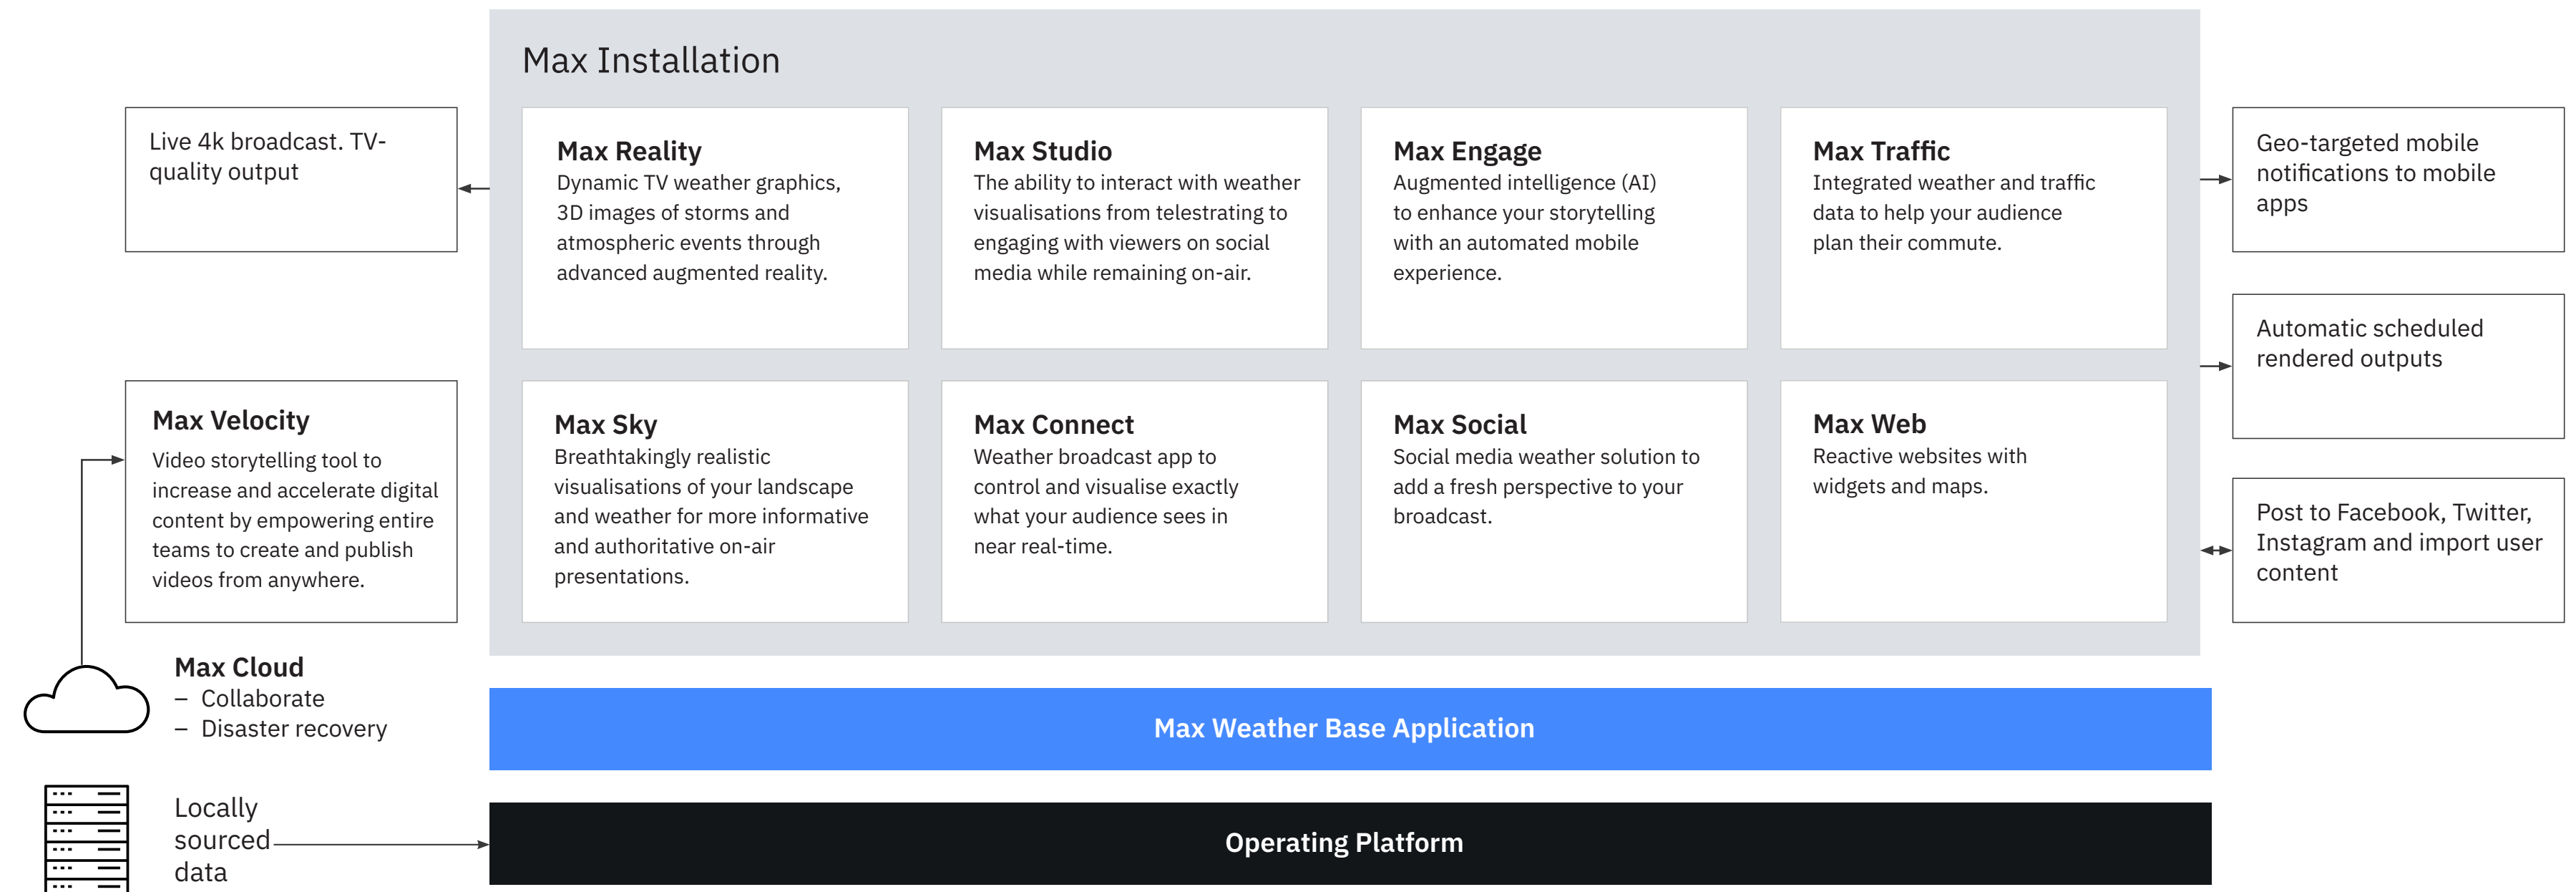 Max Installation
Live 4k broadcast. TV-
quality output
Max Reality
Dynamic TV weather graphics,
3D images of storms and
atmospheric events through
advanced augmented reality.
Max Studio
The ability to interact with weather
visualisations from telestrating to
engaging with viewers on social
media while remaining on-air.
Max Engage
Augmented intelligence (AI)
to enhance your storytelling
with an automated mobile
experience.
Max Traffic
Integrated weather and traffic
data to help your audience
plan their commute.
Geo-targeted mobile
notifications to mobile
apps
Automatic scheduled
rendered outputs
Max Velocity
Video storytelling tool to
increase and accelerate digital
content by empowering entire
teams to create and publish
videos from anywhere.
Max Sky
Breathtakingly realistic
visualisations of your landscape
and weather for more informative
and authoritative on-air
presentations.
Max Connect
Weather broadcast app to
control and visualise exactly
what your audience sees in
near real-time.
Max Social
Social media weather solution to
add a fresh perspective to your
broadcast.
Max Web
Reactive websites with
widgets and maps.
Post to Facebook, Twitter,
Instagram and import user
content
Max Cloud
– Collaborate
– Disaster recovery
Max Weather Base Application
Locally
sourced
data
Operating Platform